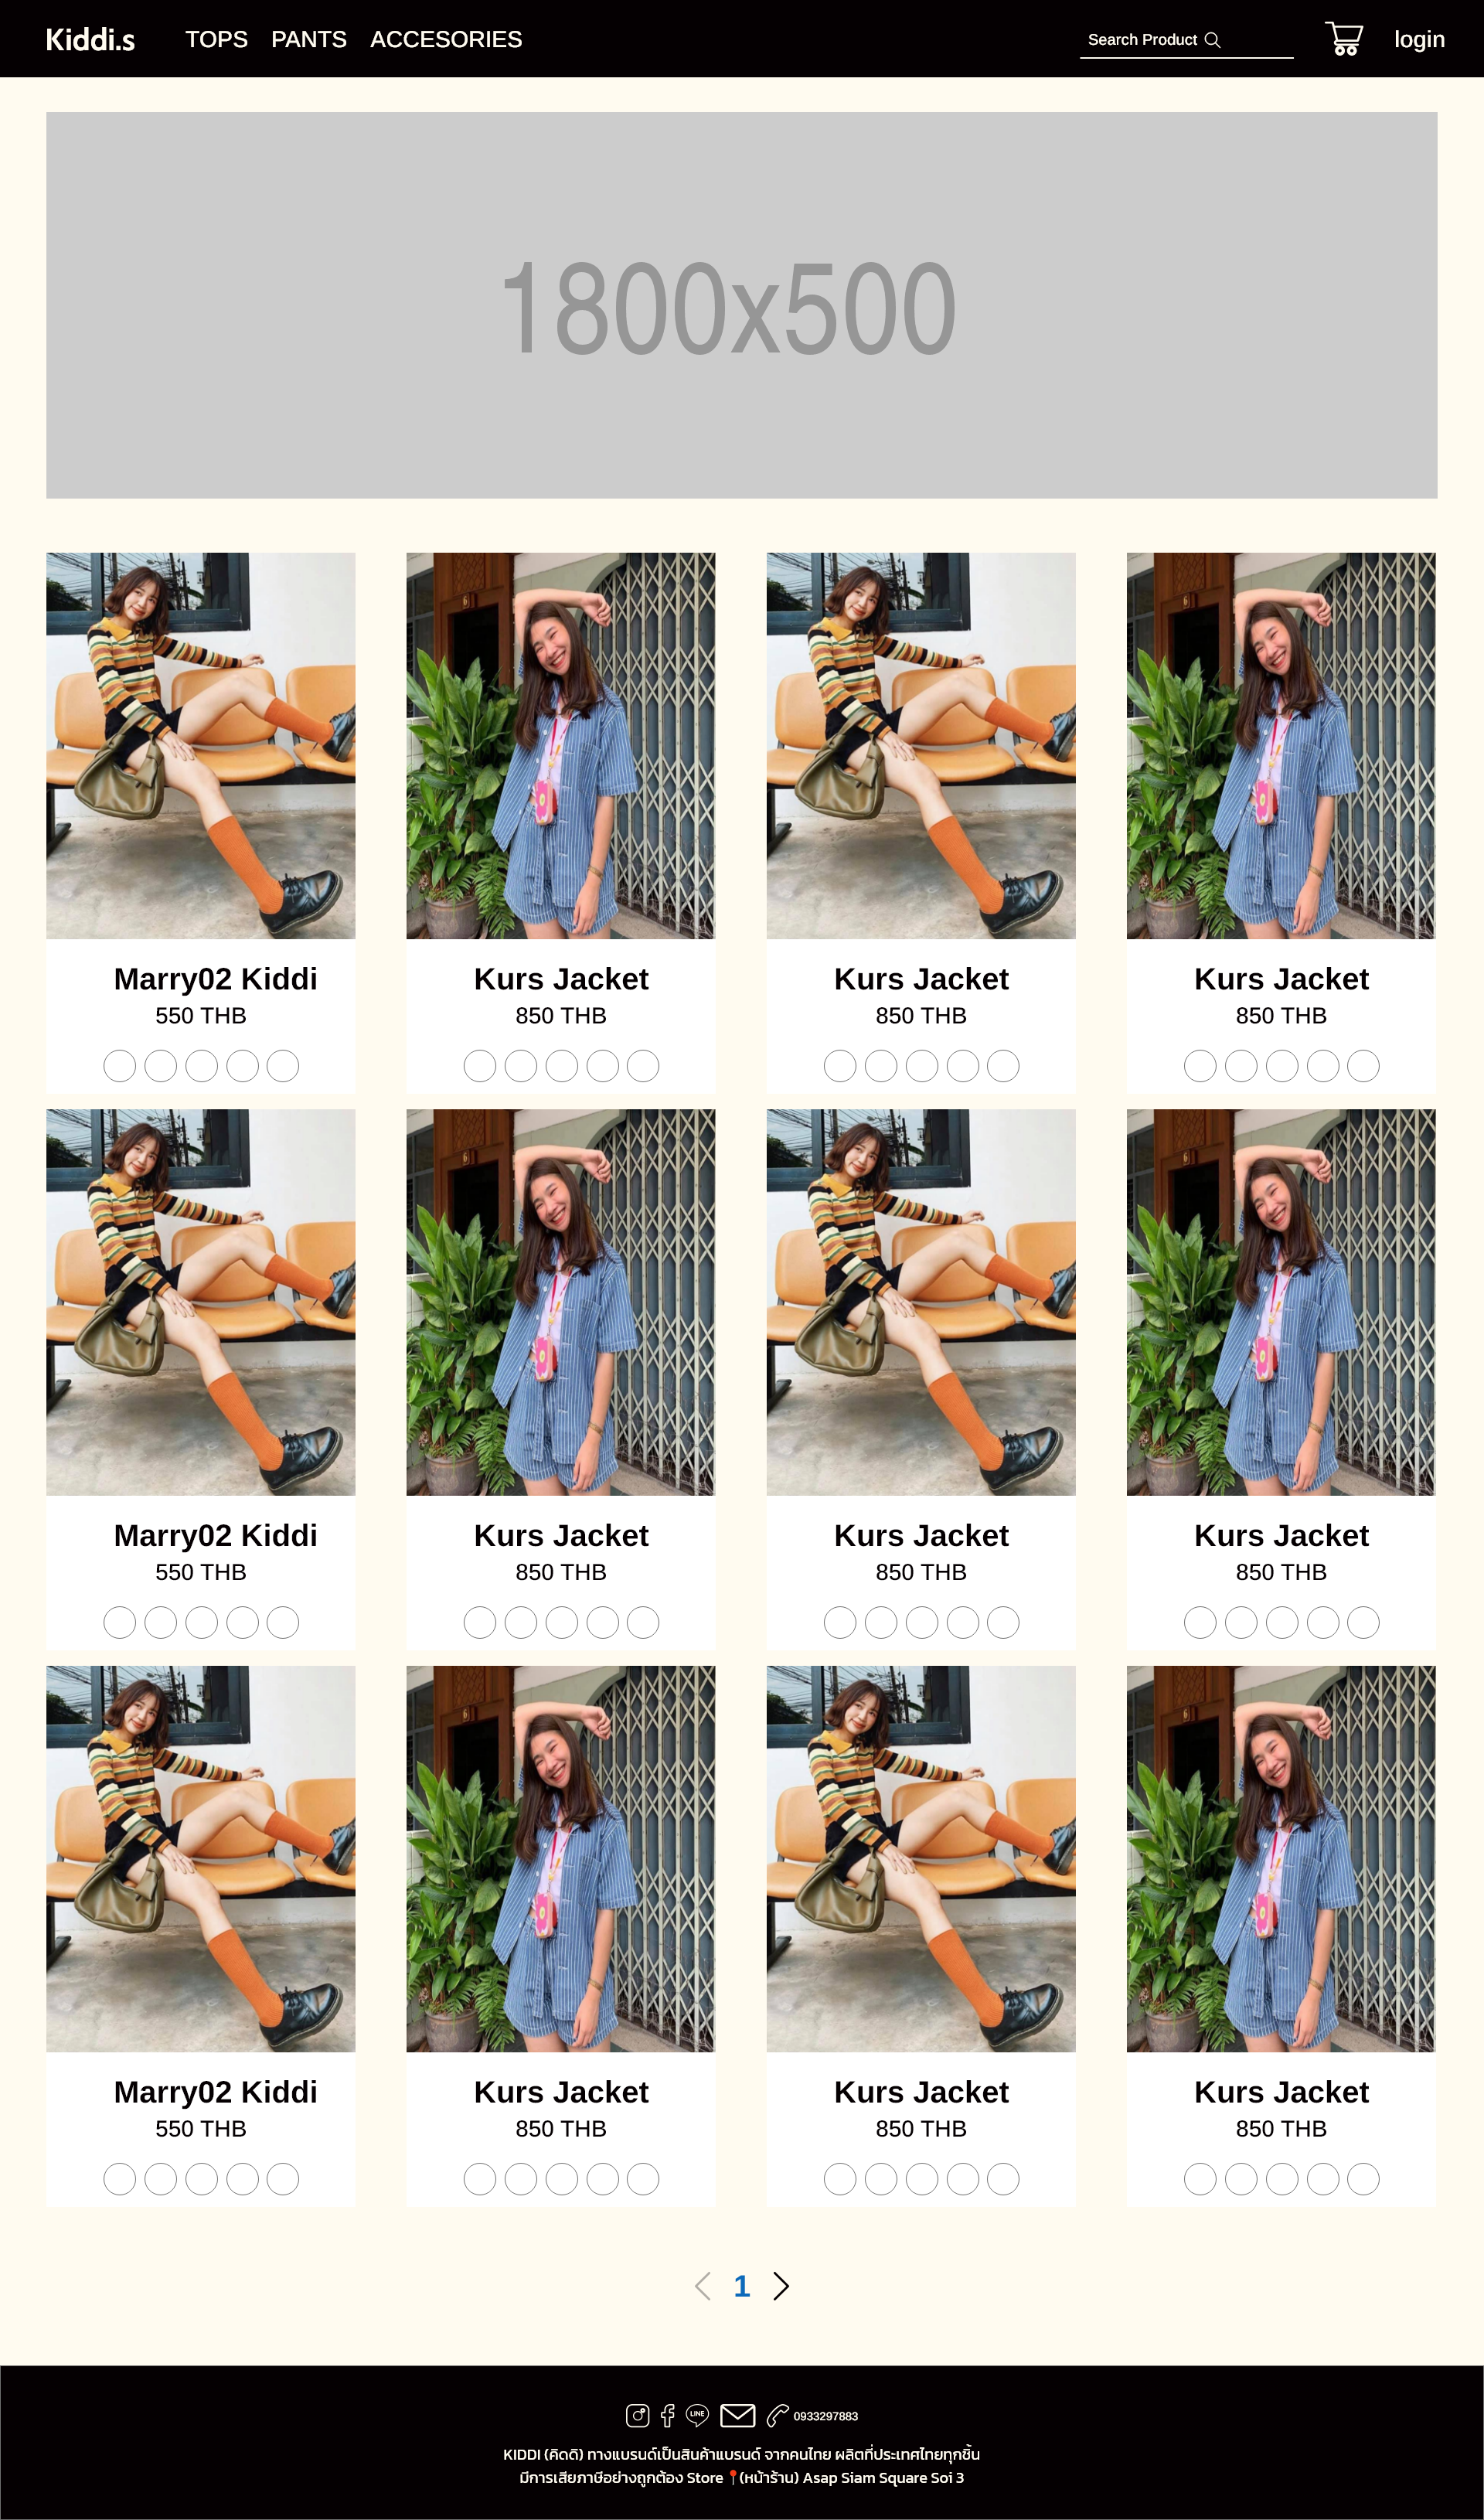 Kiddi.s TOPS PANTS ACCESORIES Search Product login
1800x500
Marry02 Kiddi Kurs Jacket Kurs Jacket Kurs Jacket
550 THB 850 THB 850 THB 850 THB
Marry02 Kiddi Kurs Jacket Kurs Jacket Kurs Jacket
550 THB 850 THB 850 THB 850 THB
Marry02 Kiddi Kurs Jacket Kurs Jacket Kurs Jacket
550 THB 850 THB 850 THB 850 THB
1
LINE 0933297883
KIDDI (คิดดิ) ทางแบรนด์เป็นสินค้าแบรนด์ จากคนไทย ผลิตที่ประเทศไทยทุกชิ้น
มีการเสียภาษีอย่างถูกต้อง Store 📍(หน้าร้าน) Asap Siam Square Soi 3